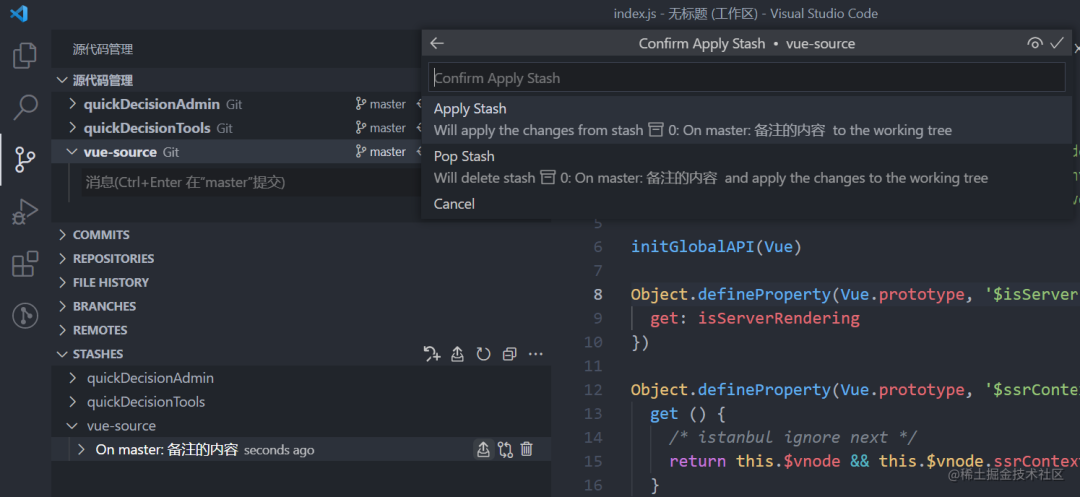 index.js - 无标题 (工作区) - Visual Studio Code
源代码管理
Confirm Apply Stash • vue-source
源代码管理
Confirm Apply Stash
quickDecisionAdmin Git master
Apply Stash
quickDecisionTools Git master
Will apply the changes from stash 0: On master: 备注的内容 to the working tree
vue-source Git master
Pop Stash
消息(Ctrl+Enter 在"master"提交)
Will delete stash 0: On master: 备注的内容 and apply the changes to the working tree
Cancel
5
COMMITS
6 initGlobalAPI(Vue)
REPOSITORIES
7
FILE HISTORY
8 Object.defineProperty(Vue.prototype, '$isServer
BRANCHES
9 get: isServerRendering
REMOTES
10 })
STASHES
11
quickDecisionAdmin
12 Object.defineProperty(Vue.prototype, '$ssrConte
quickDecisionTools
13 get () {
vue-source
14 /* istanbul ignore next */
On master: 备注的内容 seconds ago
15 return this.$vnode && this.$vnode.ssrContext
16 }
@稀土掘金技术社区